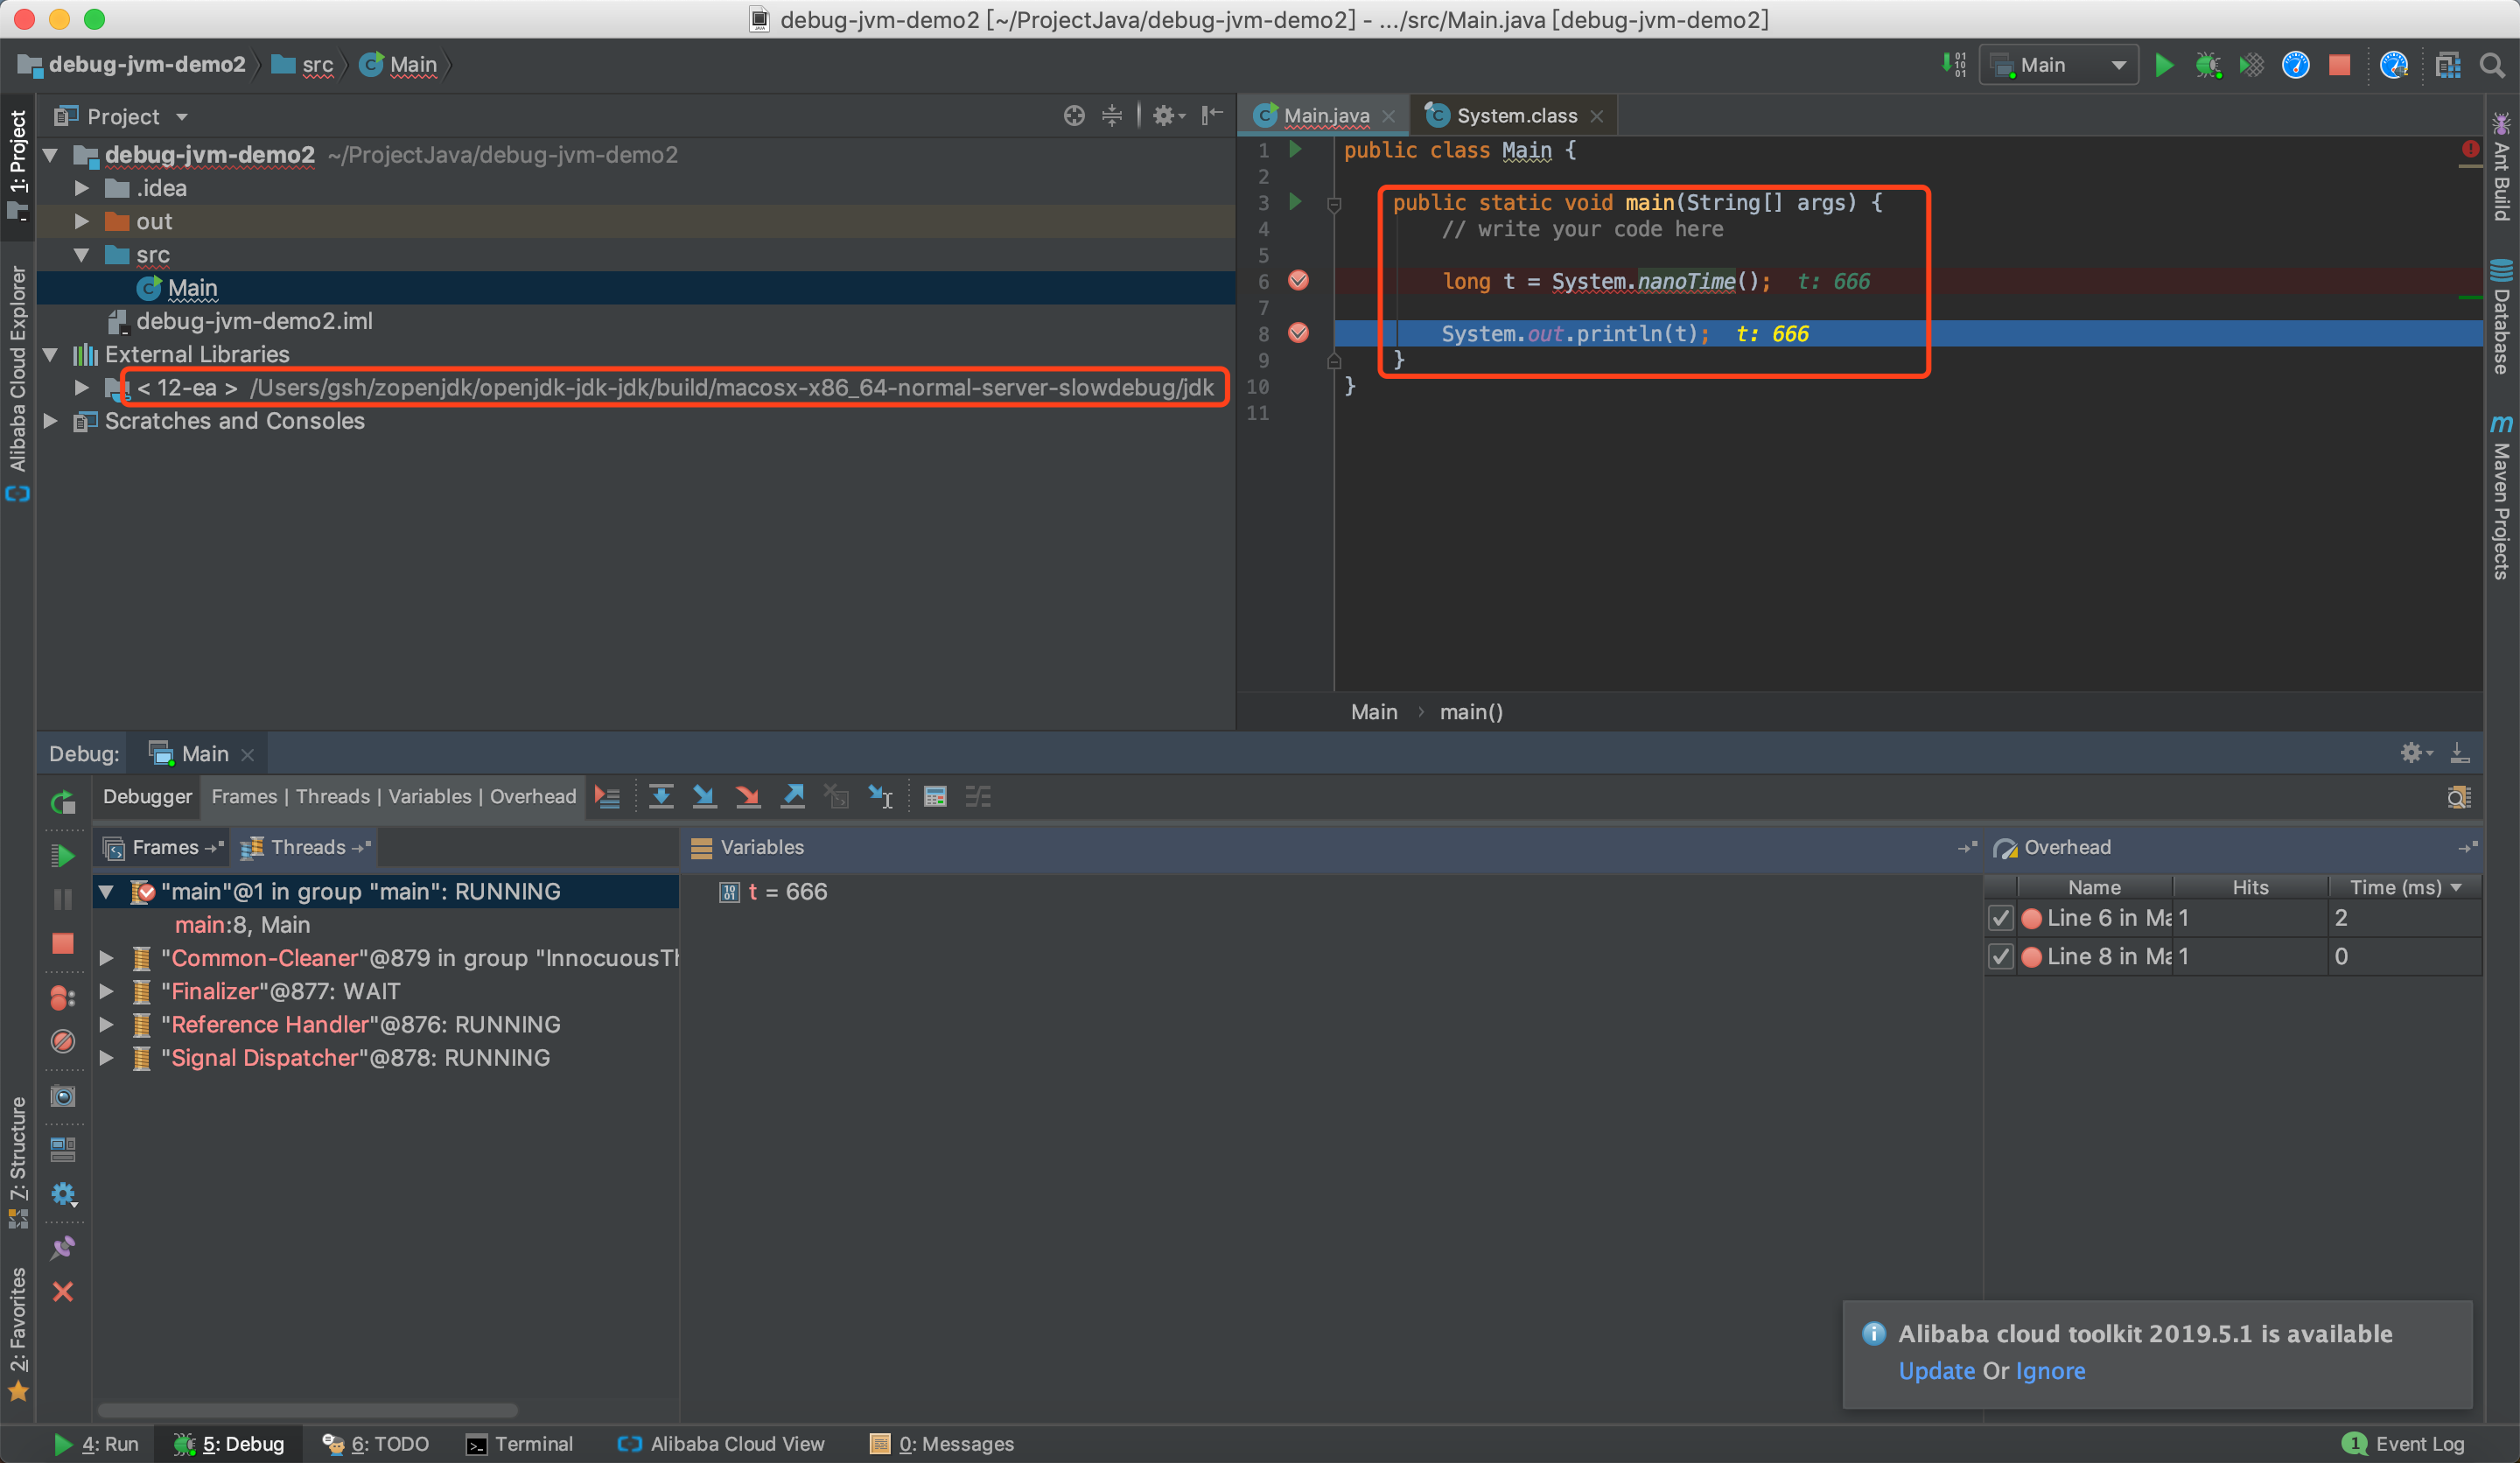 debug-jvm-demo2 [~/ProjectJava/debug-jvm-demo2] - .../src/Main.java [debug-jvm-demo2]
debug-jvm-demo2 src Main
Main
1: Project
Alibaba Cloud Explorer
7: Structure
2: Favorites
Project
debug-jvm-demo2 ~/ProjectJava/debug-jvm-demo2
.idea
out
src
Main
debug-jvm-demo2.iml
External Libraries
< 12-ea > /Users/gsh/zopenjdk/openjdk-jdk-jdk/build/macosx-x86_64-normal-server-slowdebug/jdk
Scratches and Consoles
Main.java System.class
1 public class Main {
2
3 public static void main(String[] args) {
4 // write your code here
5
6 long t = System.nanoTime(); t: 666
7
8 System.out.println(t); t: 666
9 }
10 }
11
Main › main()
Ant Build
Database
Maven Projects
Debug: Main
Debugger Frames | Threads | Variables | Overhead
Frames Threads
"main"@1 in group "main": RUNNING
main:8, Main
"Common-Cleaner"@879 in group "InnocuousTh
"Finalizer"@877: WAIT
"Reference Handler"@876: RUNNING
"Signal Dispatcher"@878: RUNNING
Variables
t = 666
Overhead
Name Hits Time (ms)
Line 6 in Ma 1 2
Line 8 in Ma 1 0
Alibaba cloud toolkit 2019.5.1 is available
Update Or Ignore
4: Run 5: Debug 6: TODO Terminal Alibaba Cloud View 0: Messages 1 Event Log